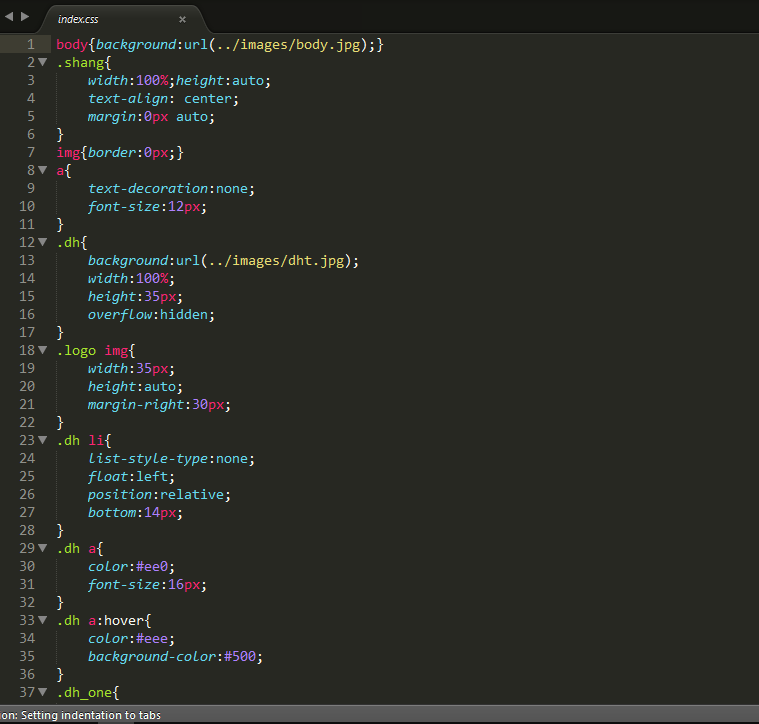 index.css ×
1 body{background:url(../images/body.jpg);}
2 .shang{
3 width:100%;height:auto;
4 text-align: center;
5 margin:0px auto;
6 }
7 img{border:0px;}
8 a{
9 text-decoration:none;
10 font-size:12px;
11 }
12 .dh{
13 background:url(../images/dht.jpg);
14 width:100%;
15 height:35px;
16 overflow:hidden;
17 }
18 .logo img{
19 width:35px;
20 height:auto;
21 margin-right:30px;
22 }
23 .dh li{
24 list-style-type:none;
25 float:left;
26 position:relative;
27 bottom:14px;
28 }
29 .dh a{
30 color:#ee0;
31 font-size:16px;
32 }
33 .dh a:hover{
34 color:#eee;
35 background-color:#500;
36 }
37 .dh_one{
on: Setting indentation to tabs